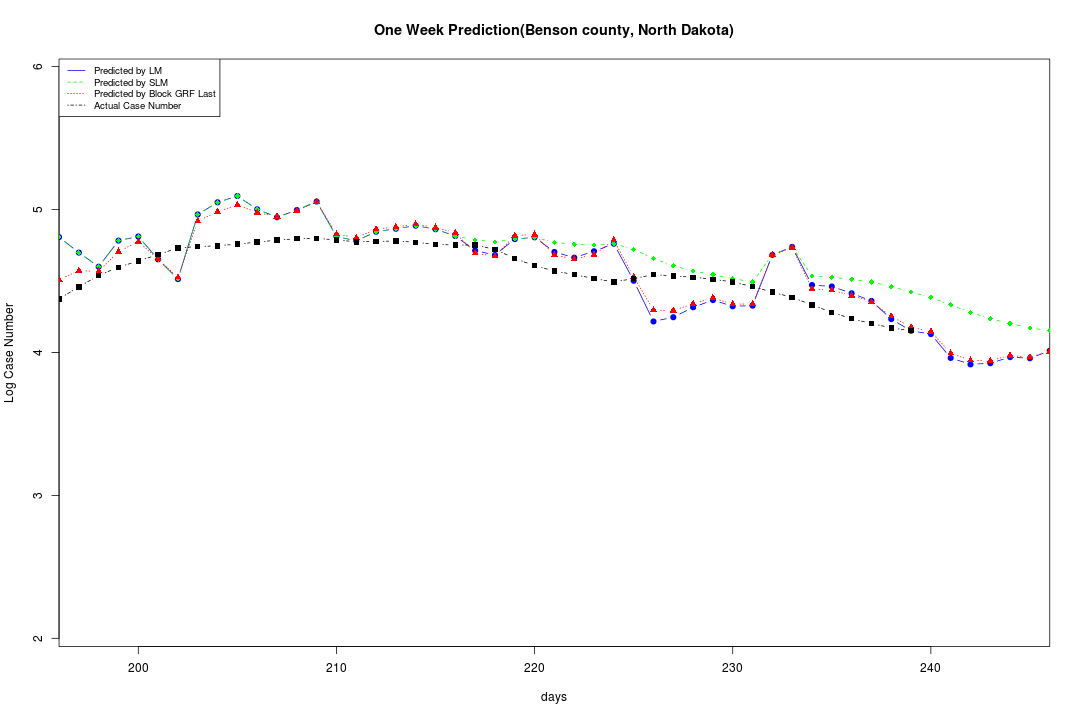 One Week Prediction(Benson county, North Dakota)
Predicted by LM
Predicted by SLM
Predicted by Block GRF Last
Actual Case Number
6
5
4
3
2
Log Case Number
200 210 220 230 240
days